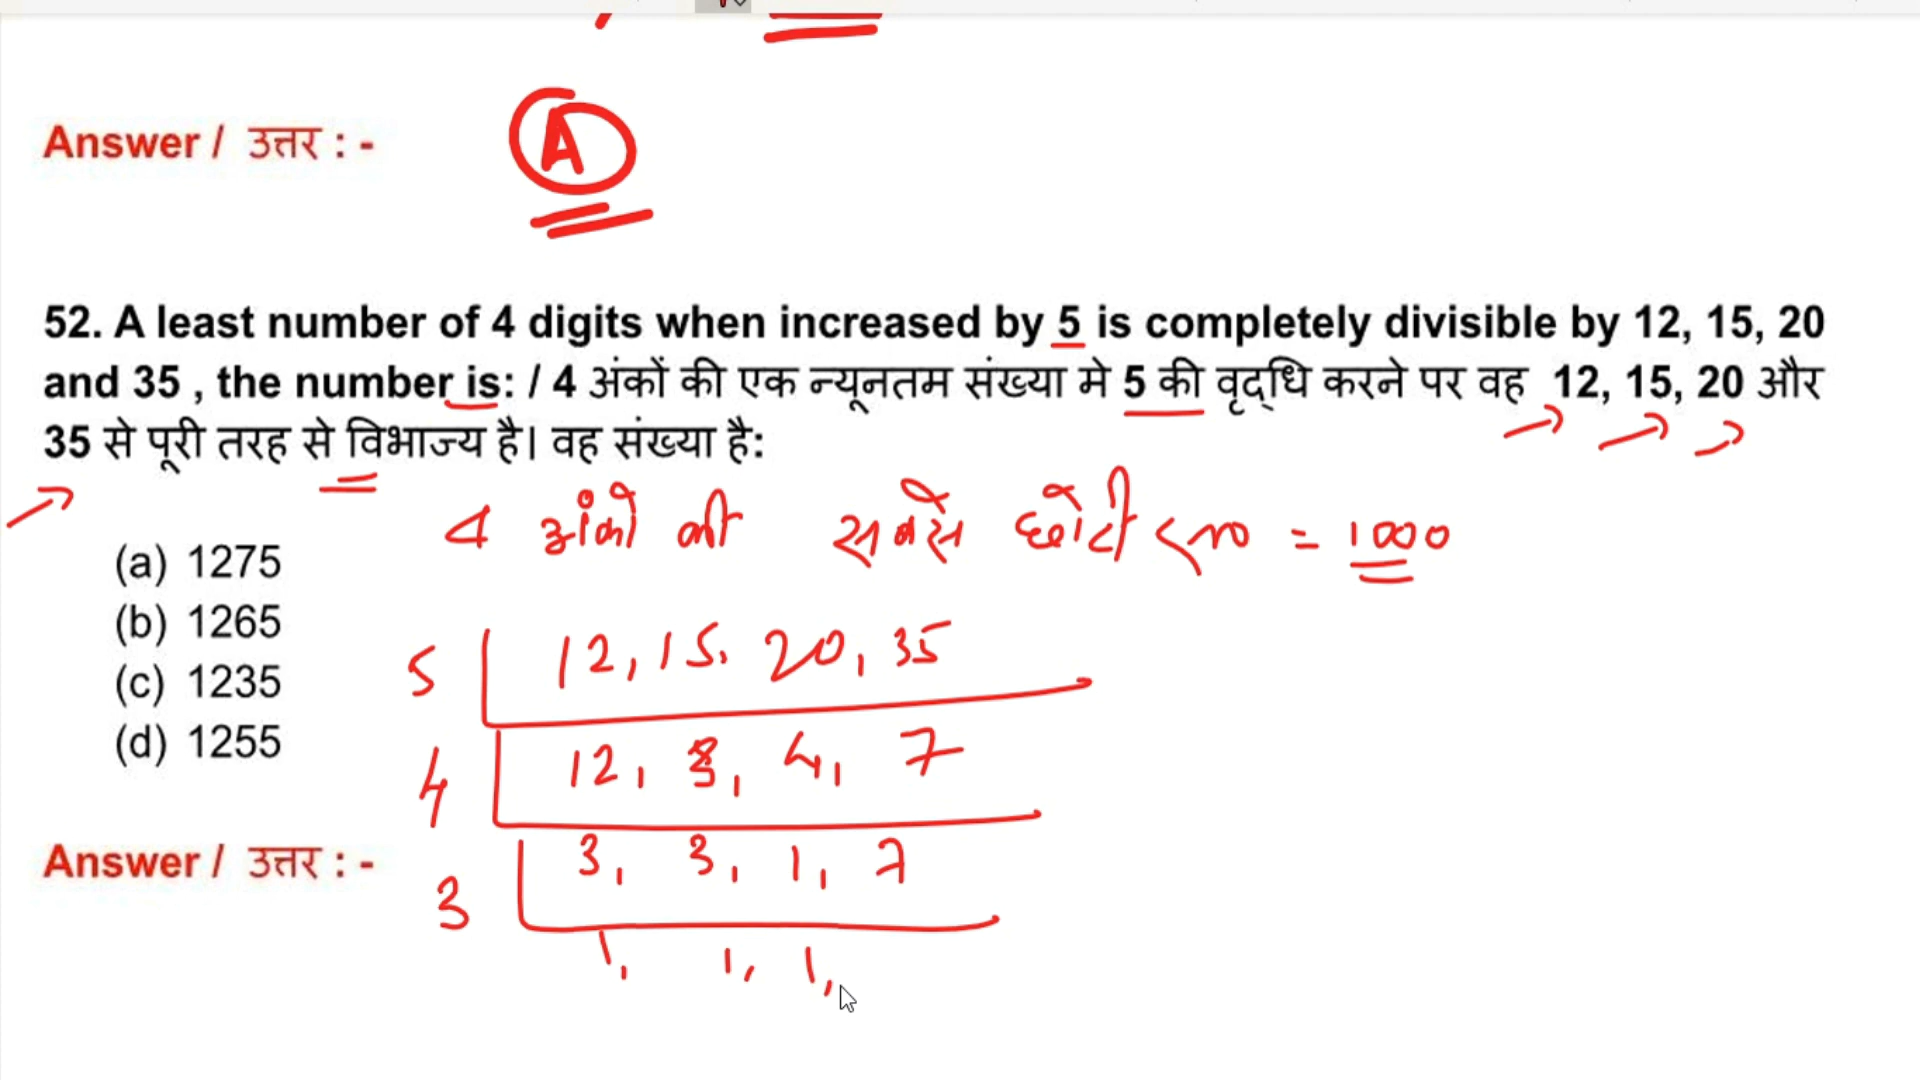 Answer / उत्तर : -
A
52. A least number of 4 digits when increased by 5 is completely divisible by 12, 15, 20
and 35 , the number is: / 4 अंकों की एक न्यूनतम संख्या मे 5 की वृद्धि करने पर वह 12, 15, 20 और
35 से पूरी तरह से विभाज्य है। वह संख्या है:
4 अंको की सबसे छोटी = 1000
(a) 1275
(b) 1265
(c) 1235
(d) 1255
5 12, 15, 20, 35
4 12, 3, 4, 7
3 3, 3, 1, 7
1, 1, 1,
Answer / उत्तर : -